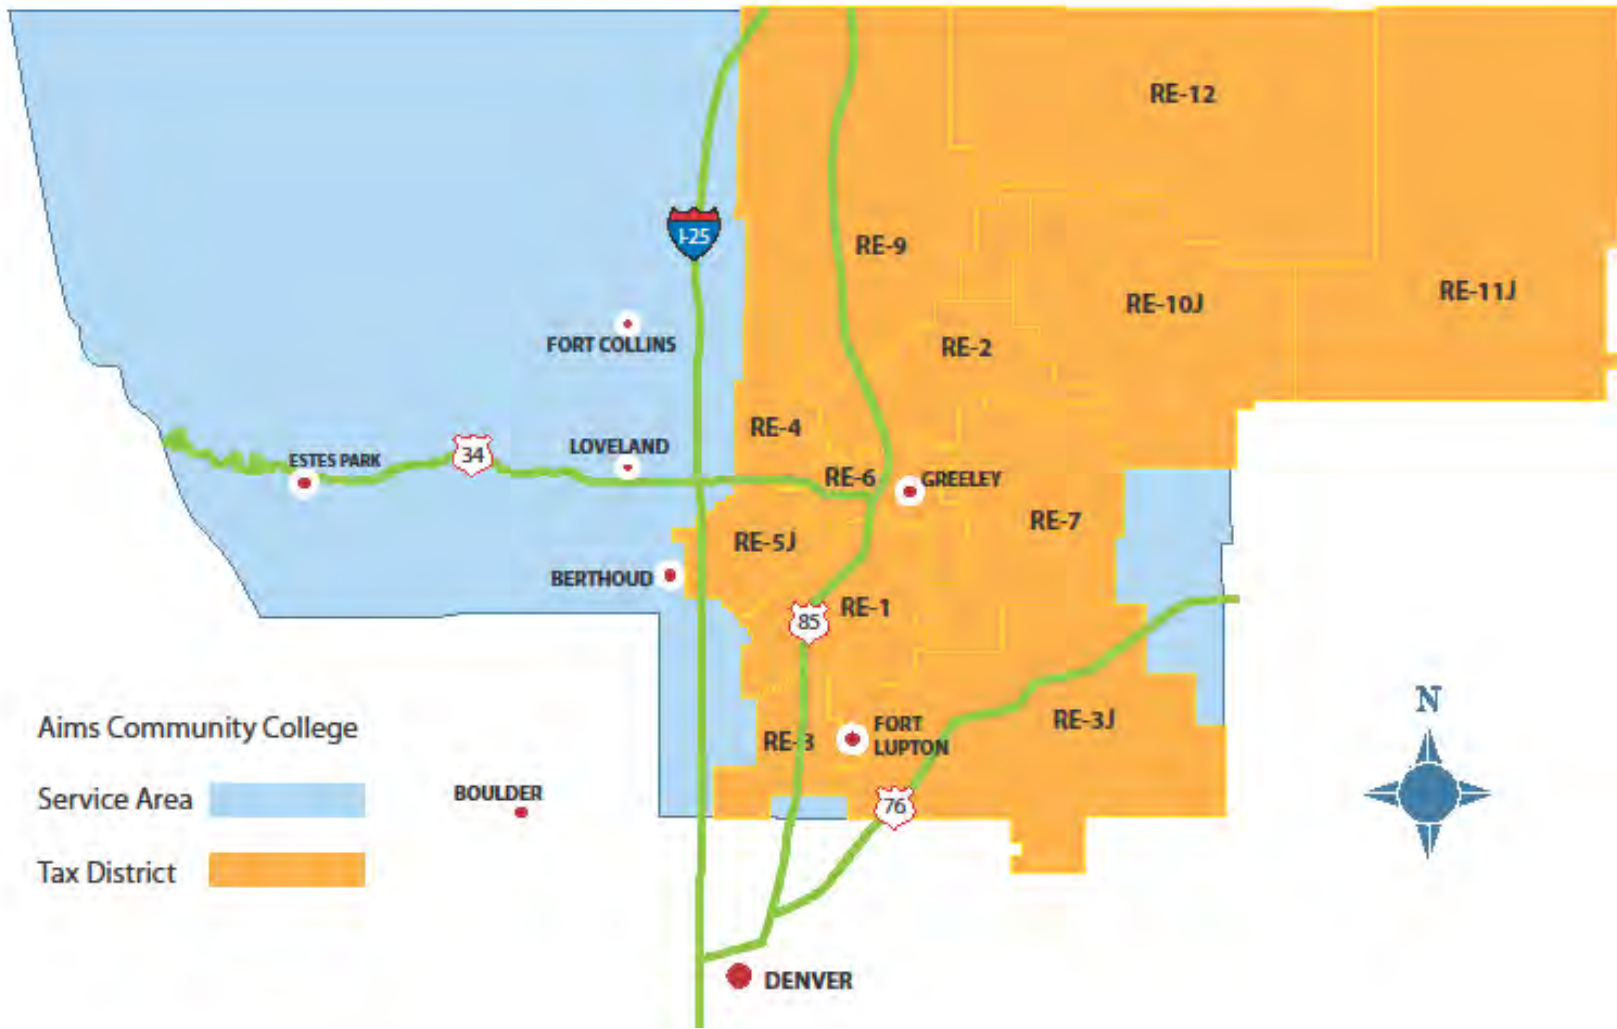 RE-12
I-25
RE-9
RE-11J
RE-10J
FORT COLLINS
RE-2
RE-4
LOVELAND
34
ESTES PARK
RE-6
GREELEY
RE-7
RE-5J
BERTHOUD
RE-1
85
N
RE-3J
FORT
LUPTON
Aims Community College
RE-8
BOULDER
Service Area
76
Tax District
DENVER